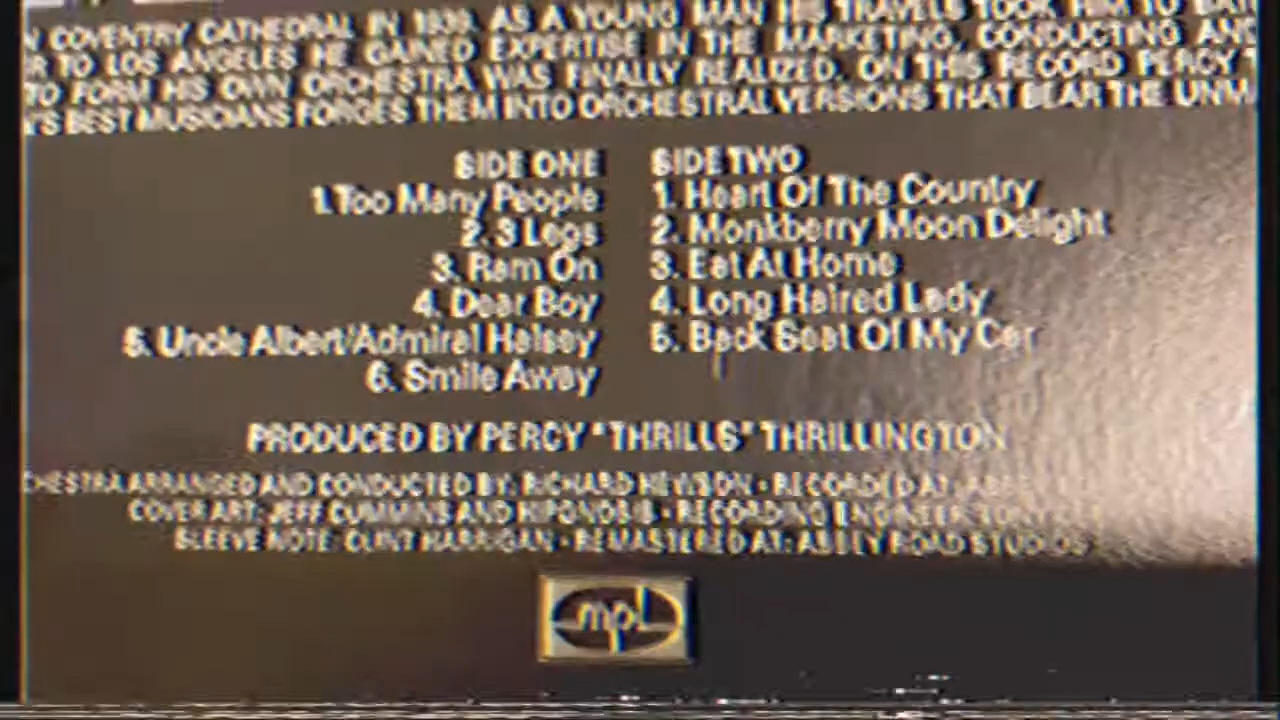 COVENTRY CATHEDRAL IN 1939. AS A YOUNG MAN HIS TRAVELS TOOK HIM TO
TO LOS ANGELES HE GAINED EXPERTISE IN THE MARKETING, CONDUCTING AND
TO FORM HIS OWN ORCHESTRA WAS FINALLY REALIZED. ON THIS RECORD PERCY
'S BEST MUSICIANS FORGES THEM INTO ORCHESTRAL VERSIONS THAT BEAR THE UNM
SIDE ONE
1. Too Many People
2. 3 Legs
3. Ram On
4. Dear Boy
5. Uncle Albert/Admiral Halsey
6. Smile Away
SIDE TWO
1. Heart Of The Country
2. Monkberry Moon Delight
3. Eat At Home
4. Long Haired Lady
5. Back Seat Of My Car
PRODUCED BY PERCY "THRILLS" THRILLINGTON
CHESTRA ARRANGED AND CONDUCTED BY: RICHARD HEWSON • RECORDED AT:
COVER ART: JEFF CUMMINS AND HIPGNOSIS • RECORDING ENGINEER:
SLEEVE NOTE: CLINT HARRIGAN • REMASTERED AT: ABBEY ROAD STUDIOS
mpl